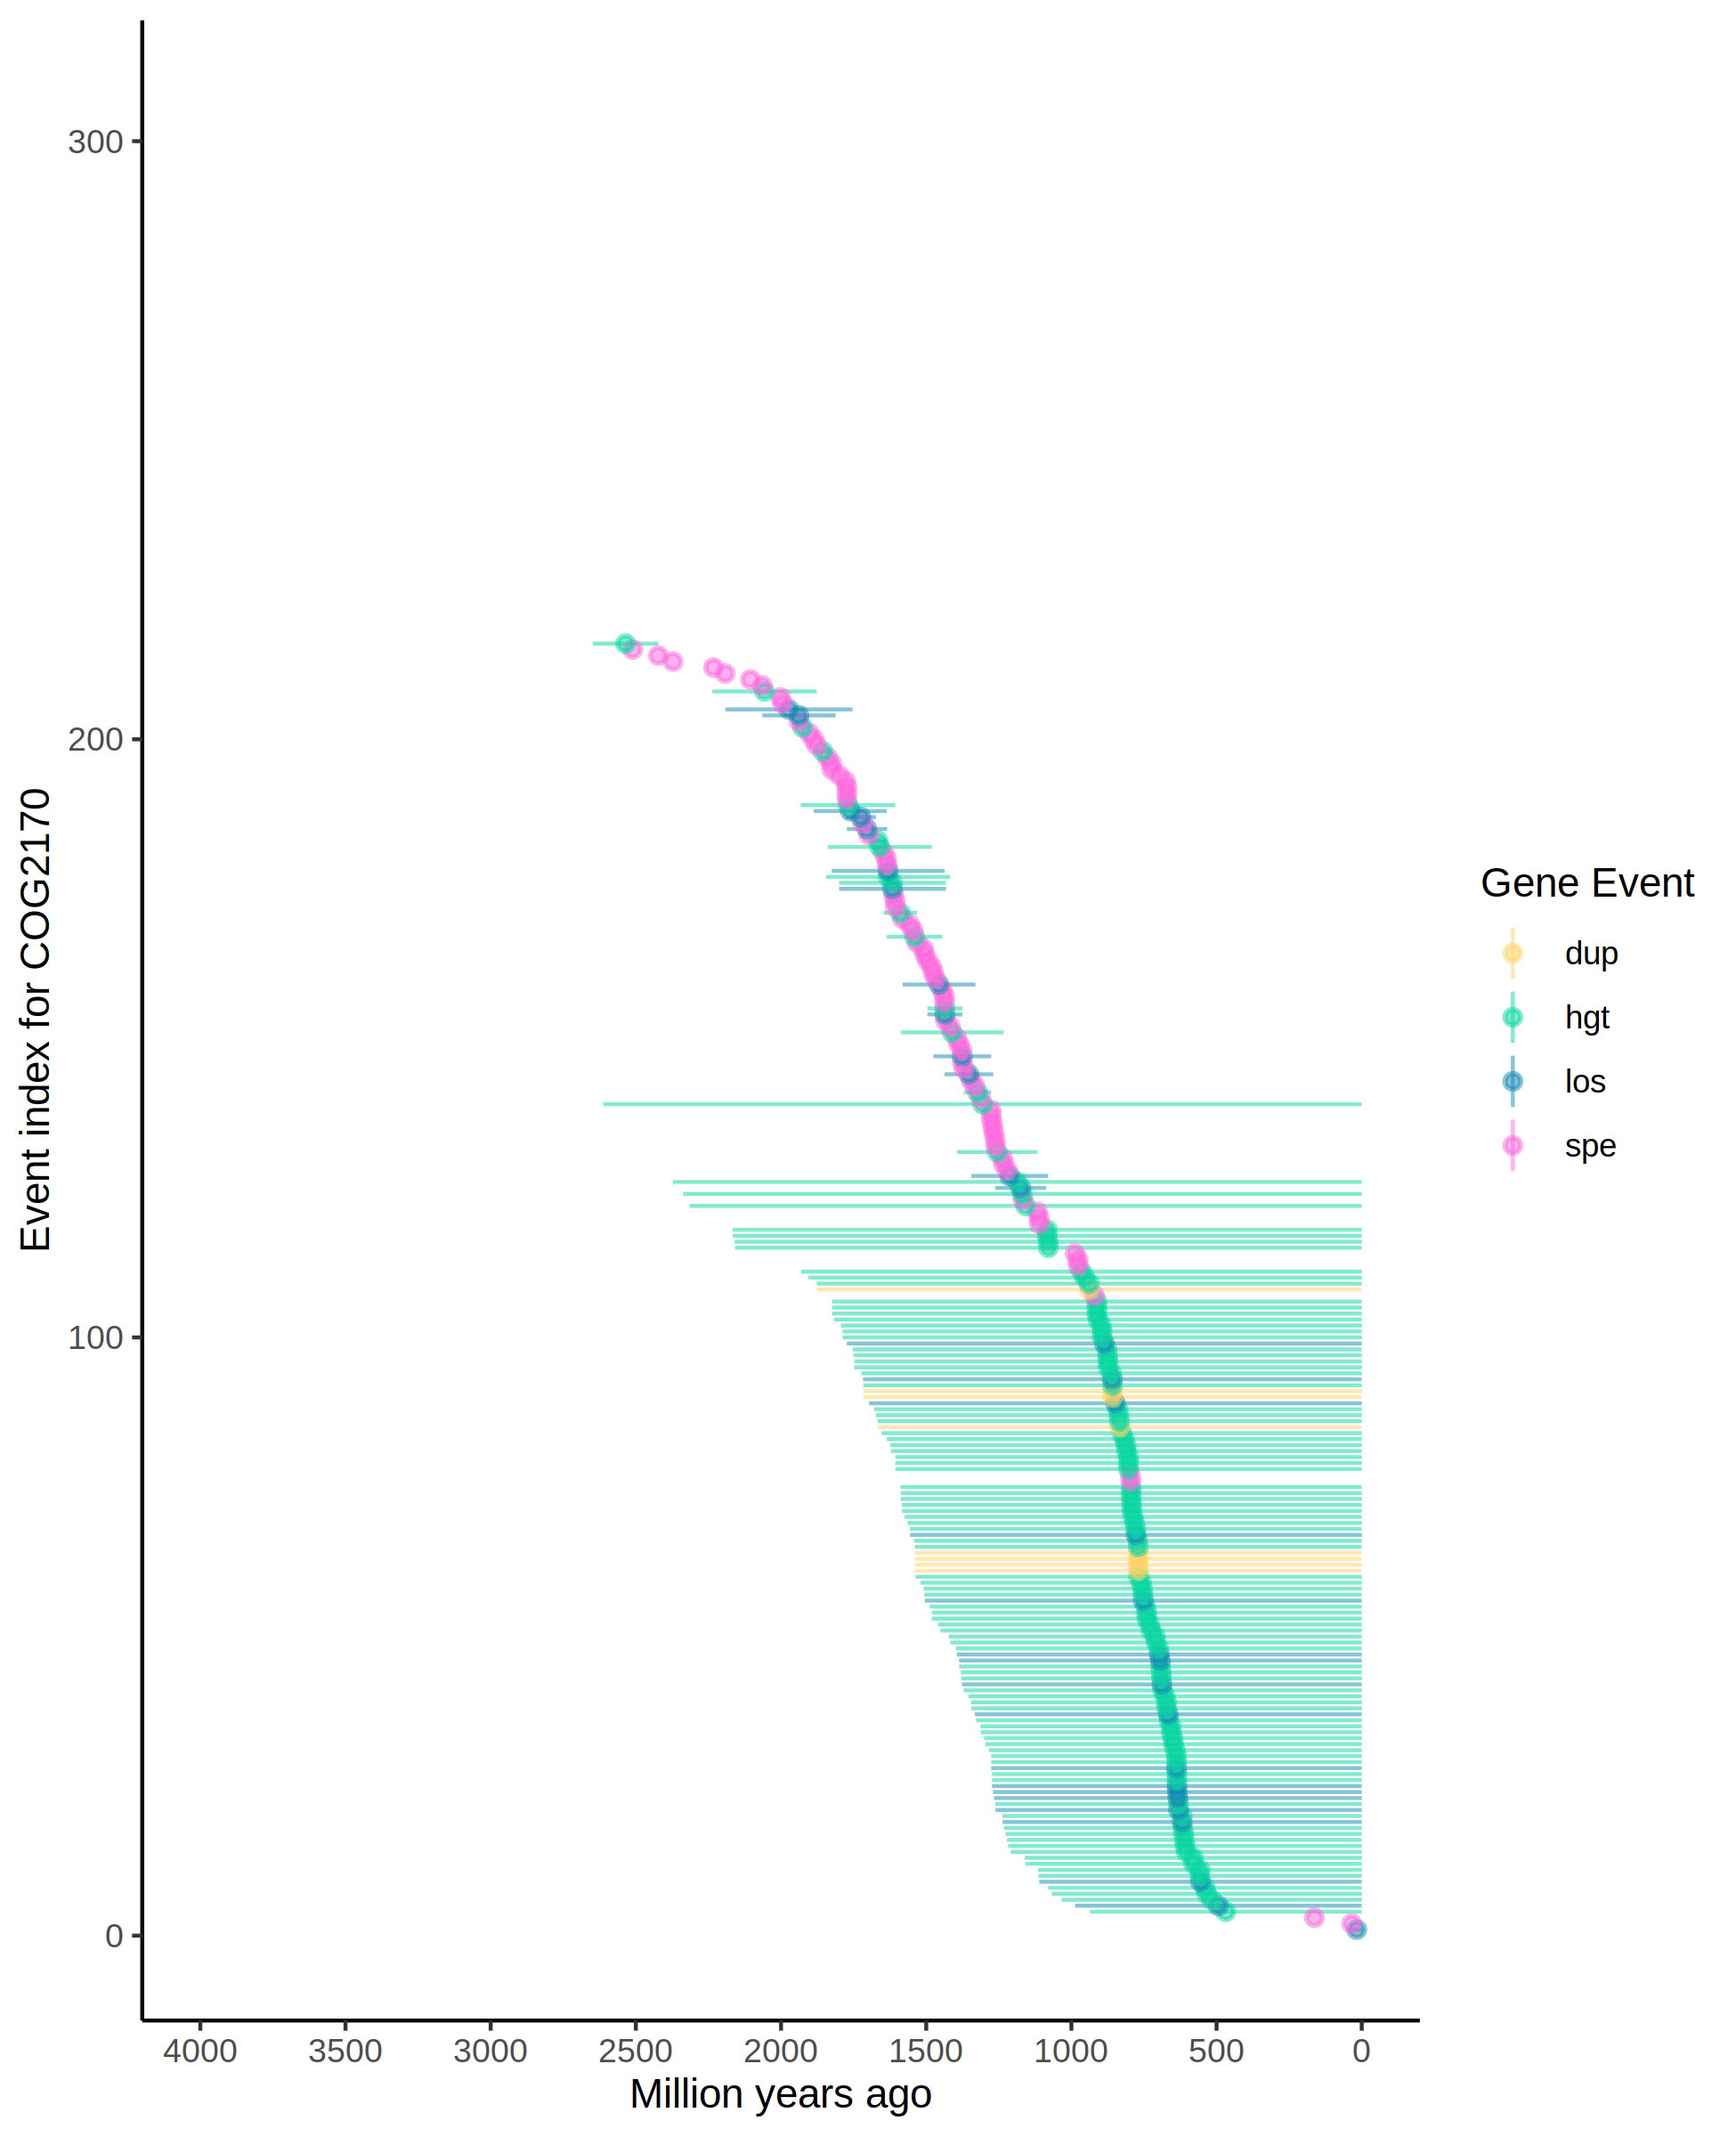 Event index for COG2170
300
200
100
0
4000 3500 3000 2500 2000 1500 1000 500 0
Million years ago
Gene Event
dup
hgt
los
spe